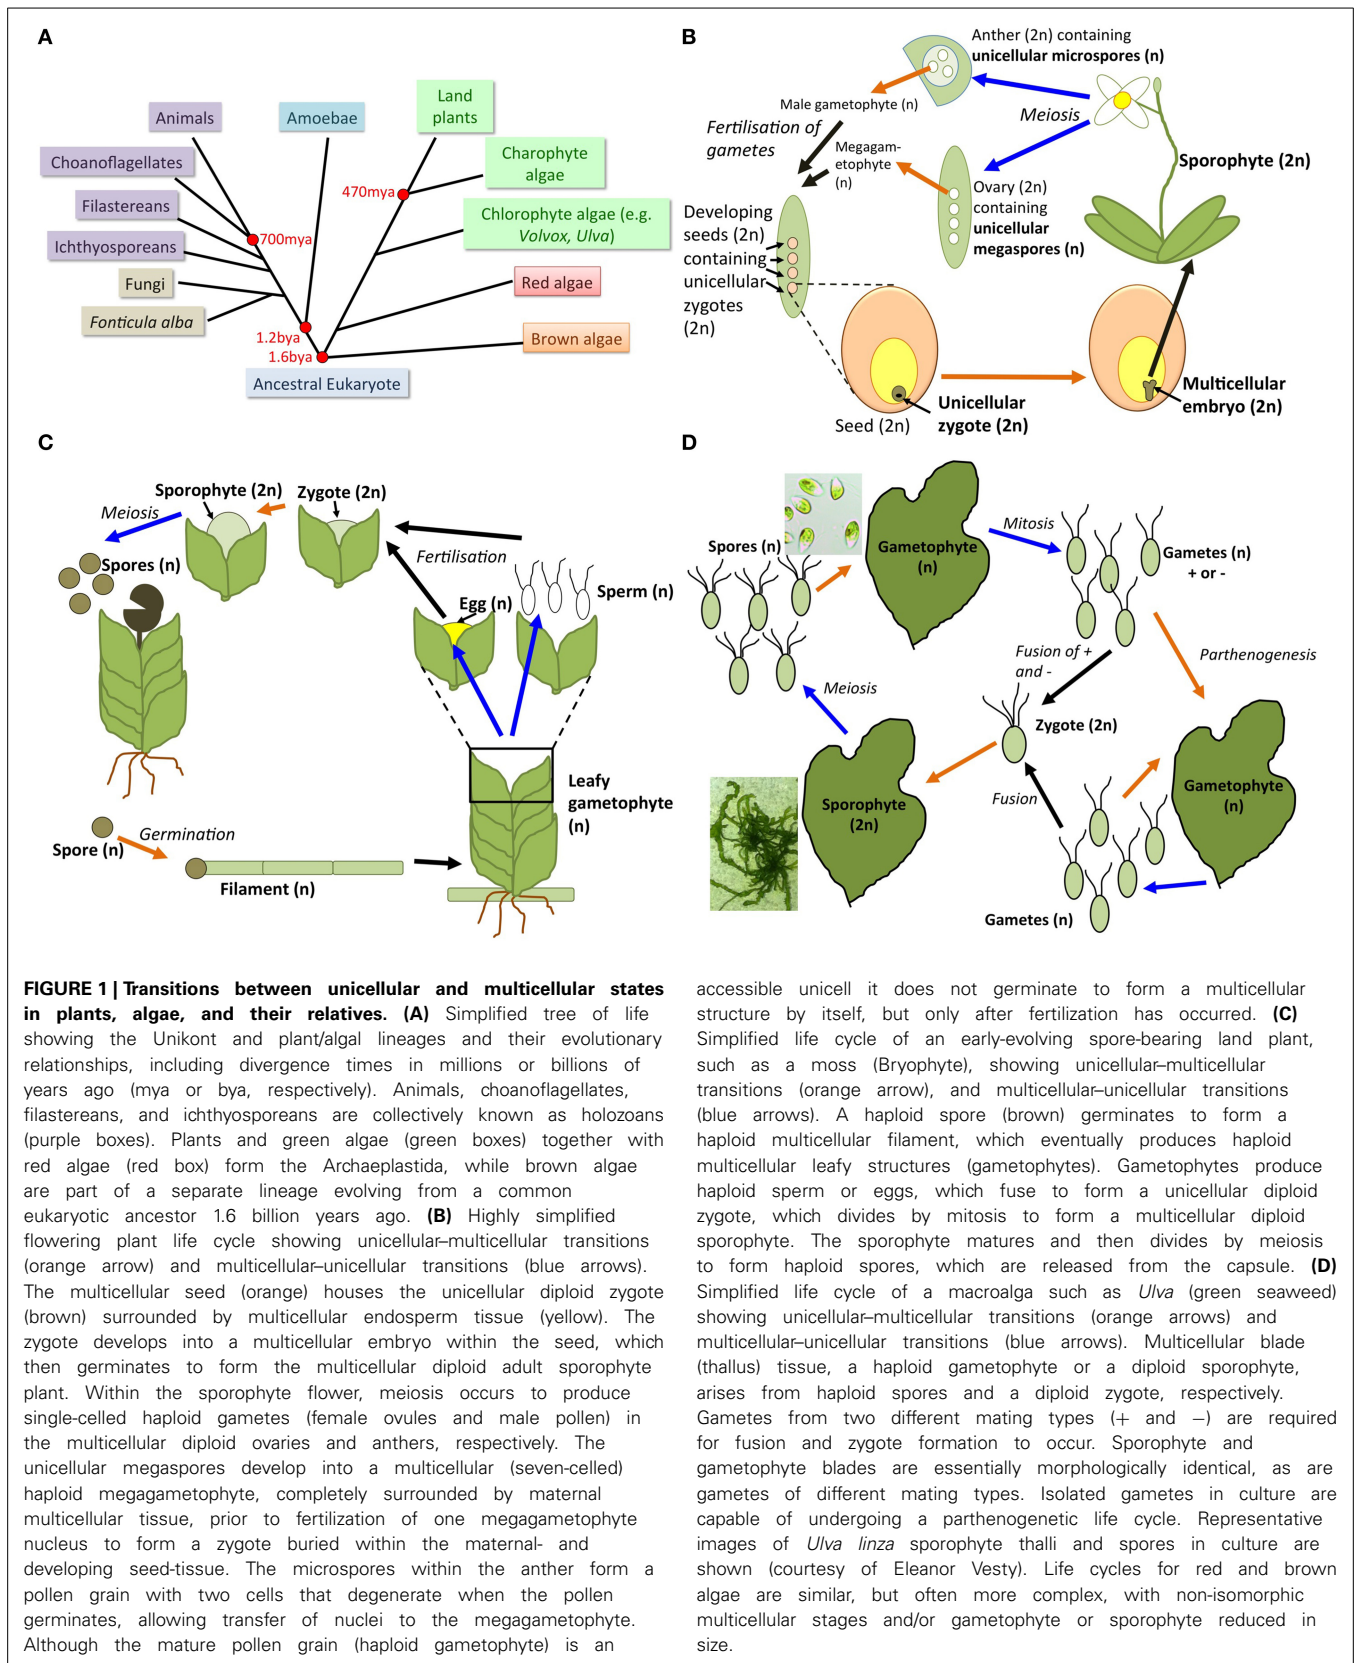 A
Animals
Amoebae
Land
plants
Choanoflagellates
Charophyte
algae
470mya
Filastereans
Chlorophyte algae (e.g.
Volvox, Ulva)
700mya
Ichthyosporeans
Fungi
Red algae
Fonticula alba
1.2bya
Brown algae
1.6bya
Ancestral Eukaryote
B
Anther (2n) containing
unicellular microspores (n)
Male gametophyte (n)
Meiosis
Fertilisation of
gametes
Megagam-
etophyte
(n)
Sporophyte (2n)
Ovary (2n)
containing
unicellular
megaspores (n)
Developing
seeds (2n)
containing
unicellular
zygotes
(2n)
Seed (2n)
Unicellular
zygote (2n)
Multicellular
embryo (2n)
C
Sporophyte (2n)
Zygote (2n)
Meiosis
Spores (n)
Fertilisation
Egg (n)
Sperm (n)
Leafy
gametophyte
(n)
Germination
Spore (n)
Filament (n)
D
Spores (n)
Gametophyte
(n)
Mitosis
Gametes (n)
+ or -
Fusion of +
and -
Parthenogenesis
Meiosis
Zygote (2n)
Sporophyte
(2n)
Fusion
Gametophyte
(n)
Gametes (n)
FIGURE 1 | Transitions between unicellular and multicellular states
in plants, algae, and their relatives. (A) Simplified tree of life
showing the Unikont and plant/algal lineages and their evolutionary
relationships, including divergence times in millions or billions of
years ago (mya or bya, respectively). Animals, choanoflagellates,
filastereans, and ichthyosporeans are collectively known as holozoans
(purple boxes). Plants and green algae (green boxes) together with
red algae (red box) form the Archaeplastida, while brown algae
are part of a separate lineage evolving from a common
eukaryotic ancestor 1.6 billion years ago. (B) Highly simplified
flowering plant life cycle showing unicellular–multicellular transitions
(orange arrow) and multicellular–unicellular transitions (blue arrows).
The multicellular seed (orange) houses the unicellular diploid zygote
(brown) surrounded by multicellular endosperm tissue (yellow). The
zygote develops into a multicellular embryo within the seed, which
then germinates to form the multicellular diploid adult sporophyte
plant. Within the sporophyte flower, meiosis occurs to produce
single-celled haploid gametes (female ovules and male pollen) in
the multicellular diploid ovaries and anthers, respectively. The
unicellular megaspores develop into a multicellular (seven-celled)
haploid megagametophyte, completely surrounded by maternal
multicellular tissue, prior to fertilization of one megagametophyte
nucleus to form a zygote buried within the maternal- and
developing seed-tissue. The microspores within the anther form a
pollen grain with two cells that degenerate when the pollen
germinates, allowing transfer of nuclei to the megagametophyte.
Although the mature pollen grain (haploid gametophyte) is an
accessible unicell it does not germinate to form a multicellular
structure by itself, but only after fertilization has occurred. (C)
Simplified life cycle of an early-evolving spore-bearing land plant,
such as a moss (Bryophyte), showing unicellular–multicellular
transitions (orange arrow), and multicellular–unicellular transitions
(blue arrows). A haploid spore (brown) germinates to form a
haploid multicellular filament, which eventually produces haploid
multicellular leafy structures (gametophytes). Gametophytes produce
haploid sperm or eggs, which fuse to form a unicellular diploid
zygote, which divides by mitosis to form a multicellular diploid
sporophyte. The sporophyte matures and then divides by meiosis
to form haploid spores, which are released from the capsule. (D)
Simplified life cycle of a macroalga such as Ulva (green seaweed)
showing unicellular–multicellular transitions (orange arrows) and
multicellular–unicellular transitions (blue arrows). Multicellular blade
(thallus) tissue, a haploid gametophyte or a diploid sporophyte,
arises from haploid spores and a diploid zygote, respectively.
Gametes from two different mating types (+ and −) are required
for fusion and zygote formation to occur. Sporophyte and
gametophyte blades are essentially morphologically identical, as are
gametes of different mating types. Isolated gametes in culture are
capable of undergoing a parthenogenetic life cycle. Representative
images of Ulva linza sporophyte thalli and spores in culture are
shown (courtesy of Eleanor Vesty). Life cycles for red and brown
algae are similar, but often more complex, with non-isomorphic
multicellular stages and/or gametophyte or sporophyte reduced in
size.